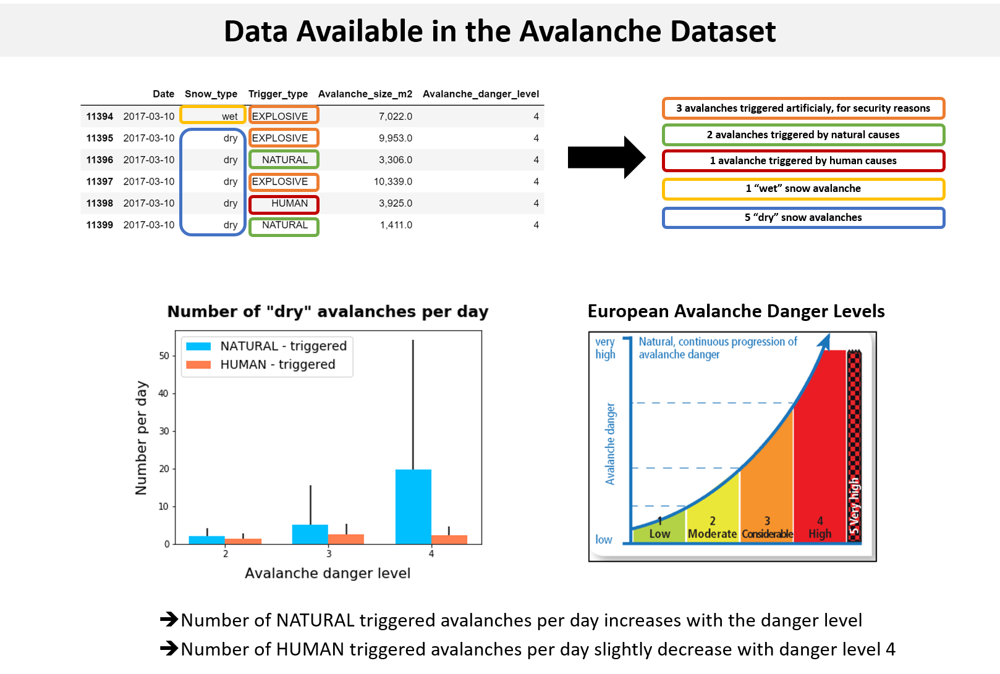 Data Available in the Avalanche Dataset
Date Snow_type Trigger_type Avalanche_size_m2 Avalanche_danger_level
11394 2017-03-10 wet EXPLOSIVE 7,022.0 4
11395 2017-03-10 dry EXPLOSIVE 9,953.0 4
11396 2017-03-10 dry NATURAL 3,306.0 4
11397 2017-03-10 dry EXPLOSIVE 10,339.0 4
11398 2017-03-10 dry HUMAN 3,925.0 4
11399 2017-03-10 dry NATURAL 1,411.0 4
3 avalanches triggered artificialy, for security reasons
2 avalanches triggered by natural causes
1 avalanche triggered by human causes
1 “wet” snow avalanche
5 “dry” snow avalanches
Number of "dry" avalanches per day
NATURAL - triggered
HUMAN - triggered
Number per day
50
40
30
20
10
0
2 3 4
Avalanche danger level
European Avalanche Danger Levels
very
high
Natural, continuous progression of
avalanche danger
Avalanche danger
low
1
Low
2
Moderate
3
Considerable
4
High
5 Very high
➔Number of NATURAL triggered avalanches per day increases with the danger level
➔Number of HUMAN triggered avalanches per day slightly decrease with danger level 4